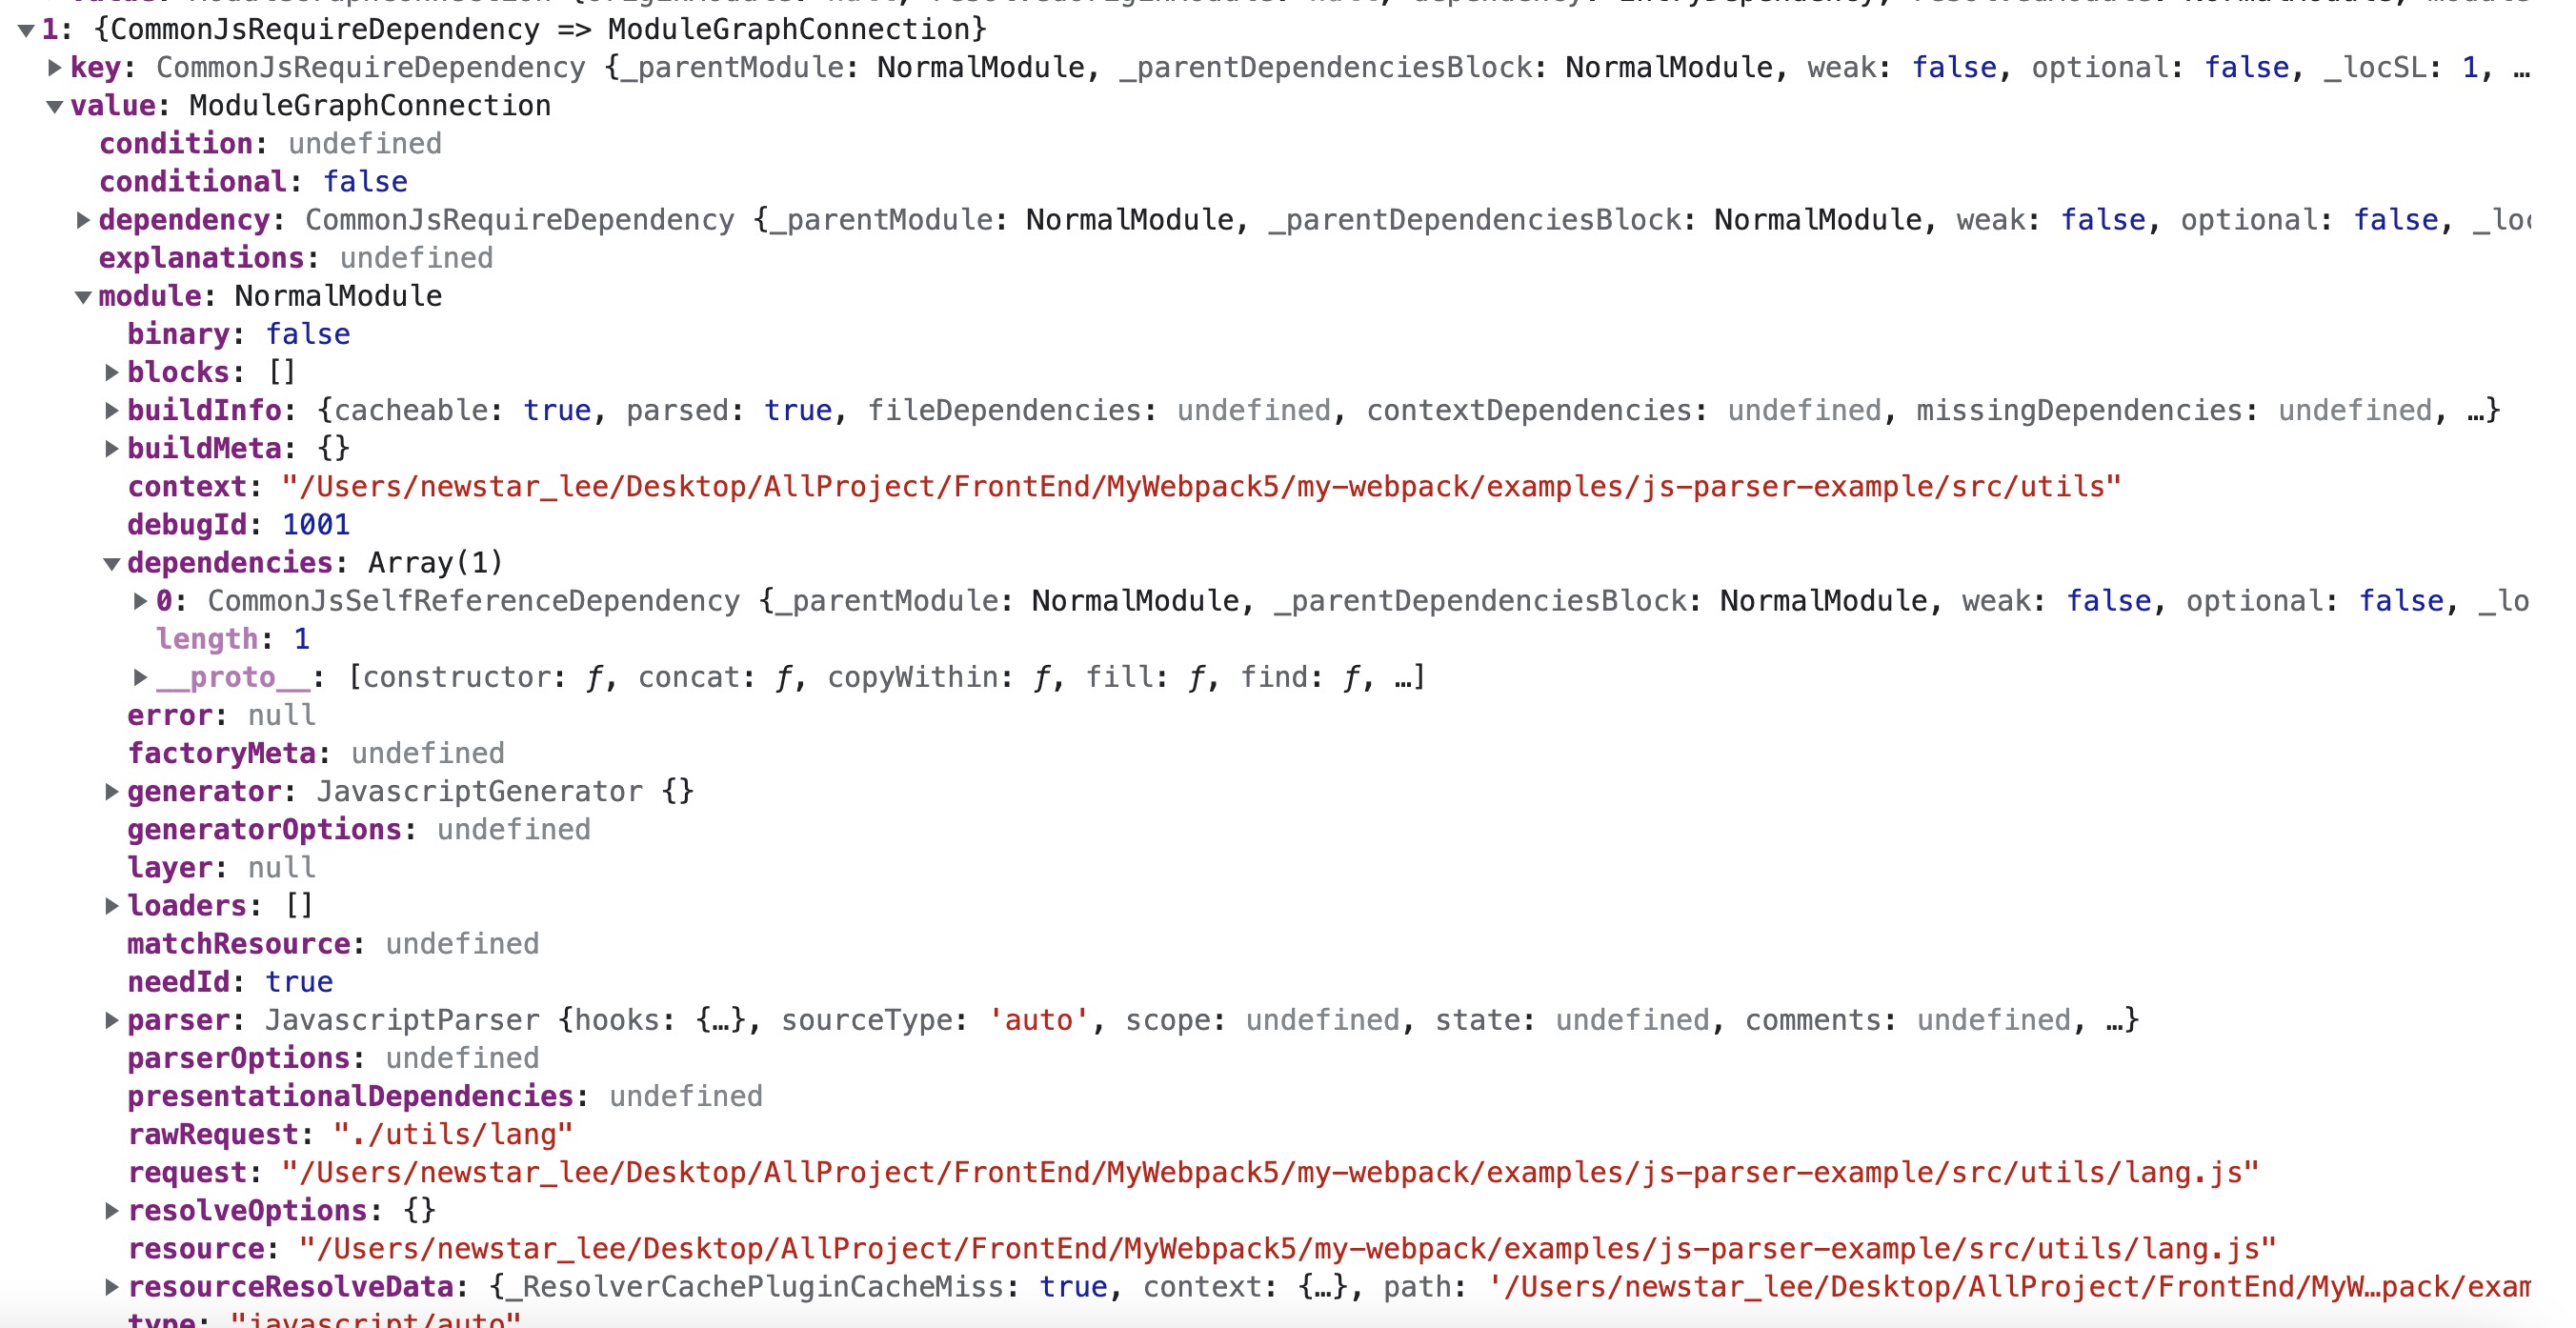 1: {CommonJsRequireDependency => ModuleGraphConnection}
key: CommonJsRequireDependency {_parentModule: NormalModule, _parentDependenciesBlock: NormalModule, weak: false, optional: false, _locSL: 1, …
value: ModuleGraphConnection
condition: undefined
conditional: false
dependency: CommonJsRequireDependency {_parentModule: NormalModule, _parentDependenciesBlock: NormalModule, weak: false, optional: false, _loc
explanations: undefined
module: NormalModule
binary: false
blocks: []
buildInfo: {cacheable: true, parsed: true, fileDependencies: undefined, contextDependencies: undefined, missingDependencies: undefined, …}
buildMeta: {}
context: "/Users/newstar_lee/Desktop/AllProject/FrontEnd/MyWebpack5/my-webpack/examples/js-parser-example/src/utils"
debugId: 1001
dependencies: Array(1)
0: CommonJsSelfReferenceDependency {_parentModule: NormalModule, _parentDependenciesBlock: NormalModule, weak: false, optional: false, _lo
length: 1
__proto__: [constructor: ƒ, concat: ƒ, copyWithin: ƒ, fill: ƒ, find: ƒ, …]
error: null
factoryMeta: undefined
generator: JavascriptGenerator {}
generatorOptions: undefined
layer: null
loaders: []
matchResource: undefined
needId: true
parser: JavascriptParser {hooks: {…}, sourceType: 'auto', scope: undefined, state: undefined, comments: undefined, …}
parserOptions: undefined
presentationalDependencies: undefined
rawRequest: "./utils/lang"
request: "/Users/newstar_lee/Desktop/AllProject/FrontEnd/MyWebpack5/my-webpack/examples/js-parser-example/src/utils/lang.js"
resolveOptions: {}
resource: "/Users/newstar_lee/Desktop/AllProject/FrontEnd/MyWebpack5/my-webpack/examples/js-parser-example/src/utils/lang.js"
resourceResolveData: {_ResolverCachePluginCacheMiss: true, context: {…}, path: '/Users/newstar_lee/Desktop/AllProject/FrontEnd/MyW…pack/exam
type: "javascript/auto"